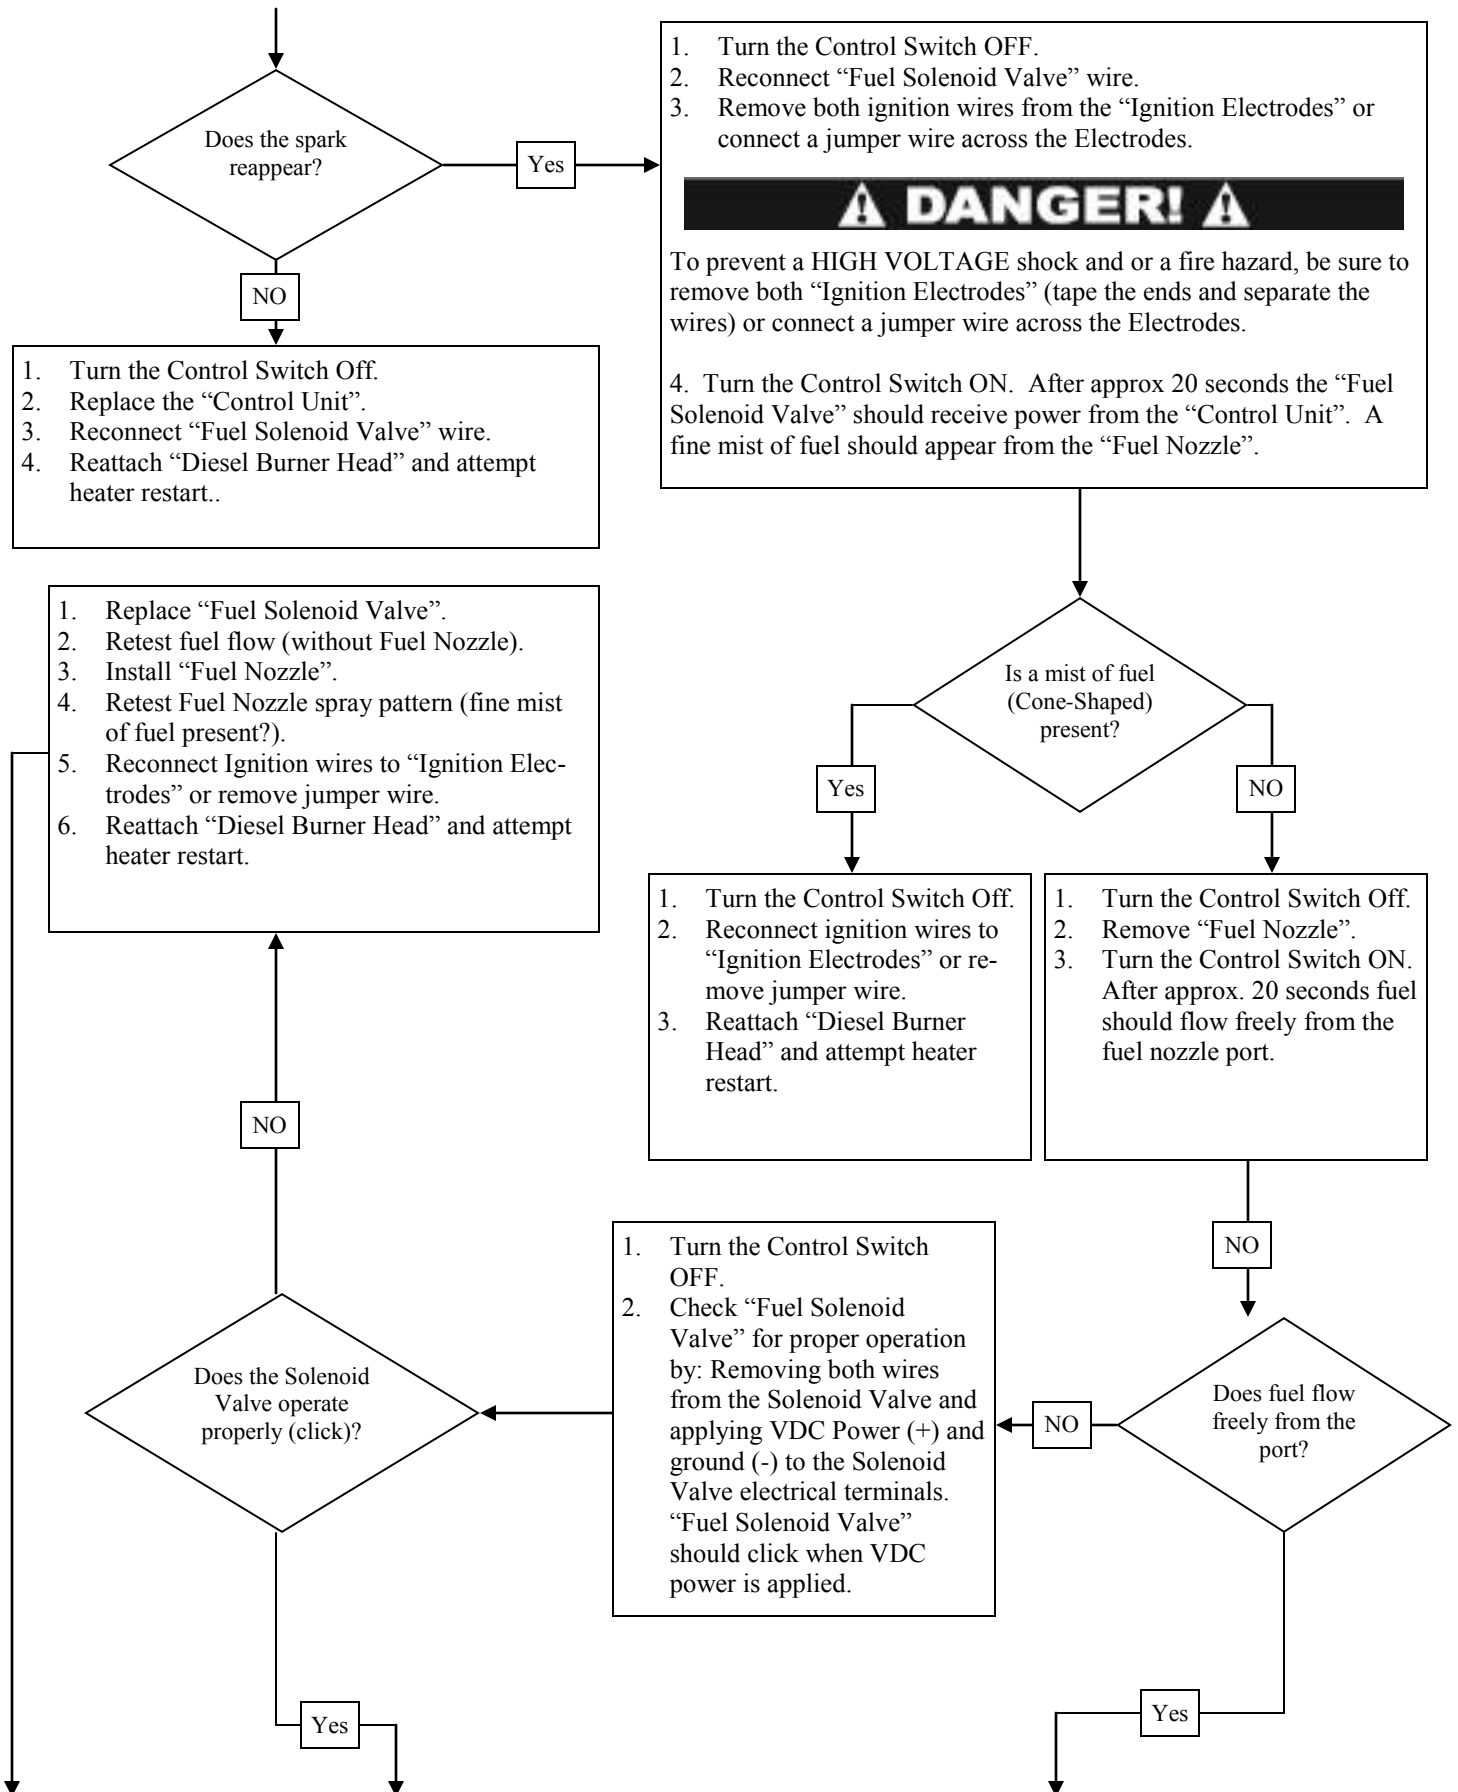 Does the spark
reappear?
Yes
1. Turn the Control Switch OFF.
2. Reconnect “Fuel Solenoid Valve” wire.
3. Remove both ignition wires from the “Ignition Electrodes” or
connect a jumper wire across the Electrodes.
DANGER!
To prevent a HIGH VOLTAGE shock and or a fire hazard, be sure to
remove both “Ignition Electrodes” (tape the ends and separate the
wires) or connect a jumper wire across the Electrodes.
4. Turn the Control Switch ON. After approx 20 seconds the “Fuel
Solenoid Valve” should receive power from the “Control Unit”. A
fine mist of fuel should appear from the “Fuel Nozzle”.
NO
1. Turn the Control Switch Off.
2. Replace the “Control Unit”.
3. Reconnect “Fuel Solenoid Valve” wire.
4. Reattach “Diesel Burner Head” and attempt
heater restart..
Is a mist of fuel
(Cone-Shaped)
present?
Yes
NO
1. Turn the Control Switch Off.
2. Reconnect ignition wires to
“Ignition Electrodes” or re-
move jumper wire.
3. Reattach “Diesel Burner
Head” and attempt heater
restart.
1. Turn the Control Switch Off.
2. Remove “Fuel Nozzle”.
3. Turn the Control Switch ON.
After approx. 20 seconds fuel
should flow freely from the
fuel nozzle port.
NO
Does fuel flow
freely from the
port?
NO
1. Turn the Control Switch
OFF.
2. Check “Fuel Solenoid
Valve” for proper operation
by: Removing both wires
from the Solenoid Valve and
applying VDC Power (+) and
ground (-) to the Solenoid
Valve electrical terminals.
“Fuel Solenoid Valve”
should click when VDC
power is applied.
Does the Solenoid
Valve operate
properly (click)?
NO
1. Replace “Fuel Solenoid Valve”.
2. Retest fuel flow (without Fuel Nozzle).
3. Install “Fuel Nozzle”.
4. Retest Fuel Nozzle spray pattern (fine mist
of fuel present?).
5. Reconnect Ignition wires to “Ignition Elec-
trodes” or remove jumper wire.
6. Reattach “Diesel Burner Head” and attempt
heater restart.
Yes
Yes